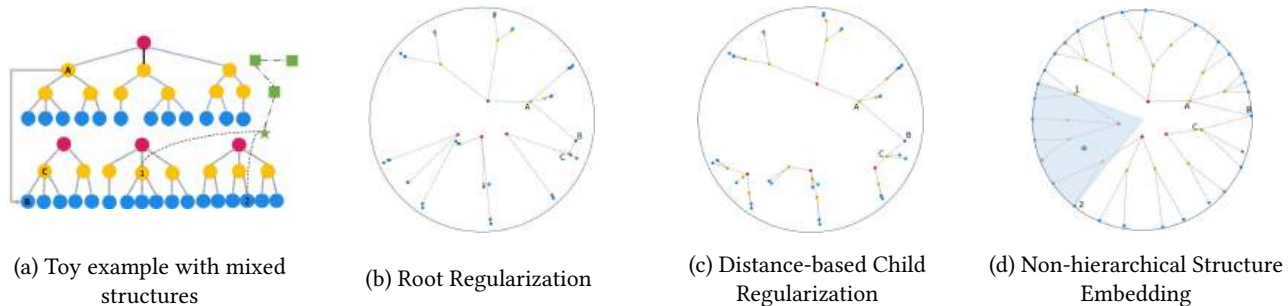 A
C
1
B
2
A
B
C
A
B
C
1
A
B
C
2
(a) Toy example with mixed
structures
(b) Root Regularization
(c) Distance-based Child
Regularization
(d) Non-hierarchical Structure
Embedding